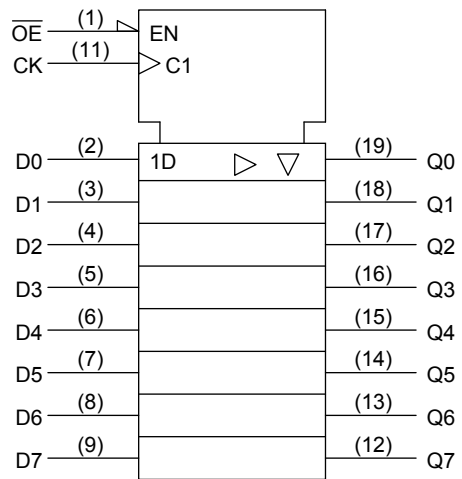 OE (1) EN
CK (11) C1
D0 (2) 1D (19) Q0
D1 (3) (18) Q1
D2 (4) (17) Q2
D3 (5) (16) Q3
D4 (6) (15) Q4
D5 (7) (14) Q5
D6 (8) (13) Q6
D7 (9) (12) Q7